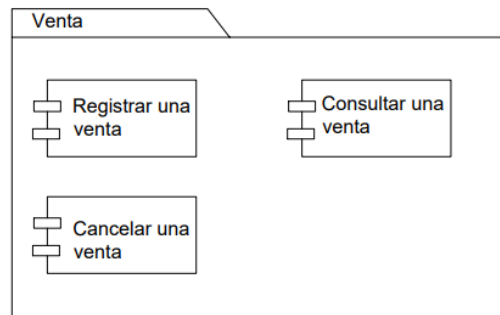 Venta
Registrar una
venta
Consultar una
venta
Cancelar una
venta